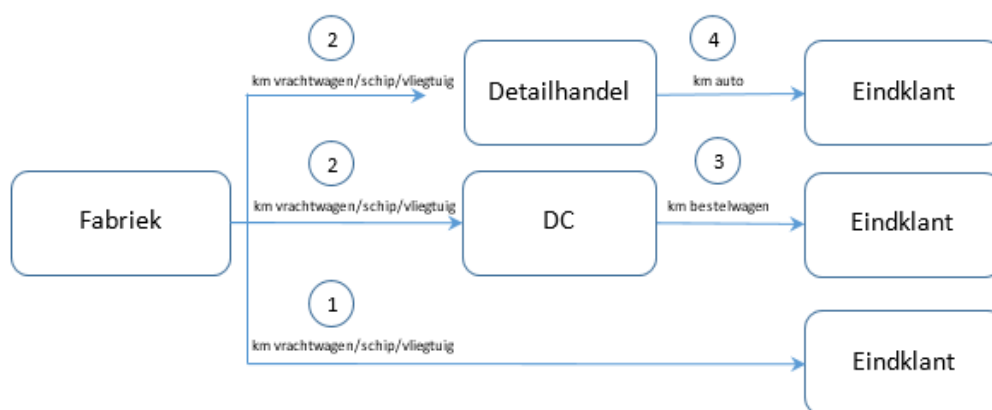 2
4
km vrachtwagen/schip/vliegtuig
Detailhandel
km auto
Eindklant
2
3
Fabriek
km vrachtwagen/schip/vliegtuig
DC
km bestelwagen
Eindklant
1
km vrachtwagen/schip/vliegtuig
Eindklant